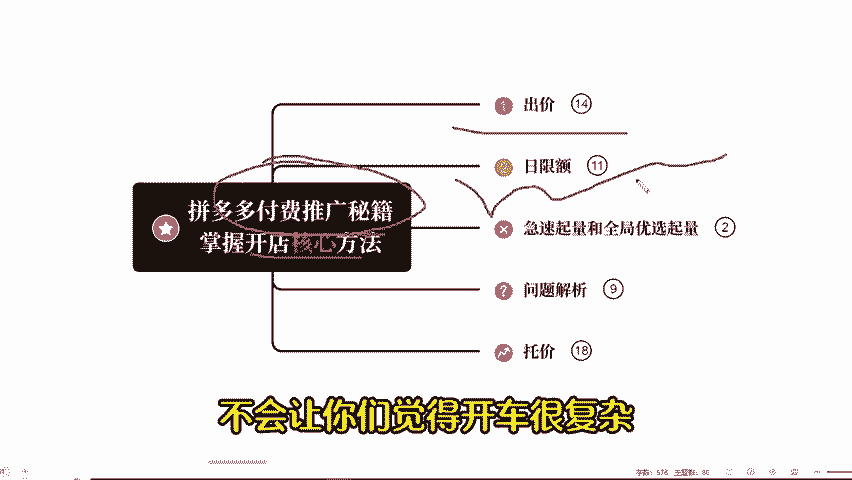 拼多多付费推广秘籍
掌握开店核心方法
出价 14
日限额 11
急速起量和全局优选起量 2
问题解析 9
托价 18
不会让你们觉得开车很复杂